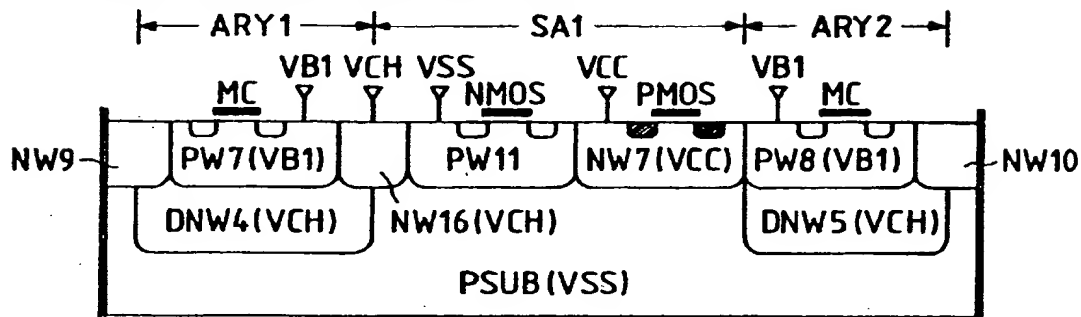 ARY1 SA1 ARY2
VB1 VCH VSS VCC VB1
MC NMOS PMOS MC
NW9 PW7(VB1) PW11 NW7(VCC) PW8(VB1) NW10
DNW4(VCH) NW16(VCH) DNW5(VCH)
PSUB(VSS)